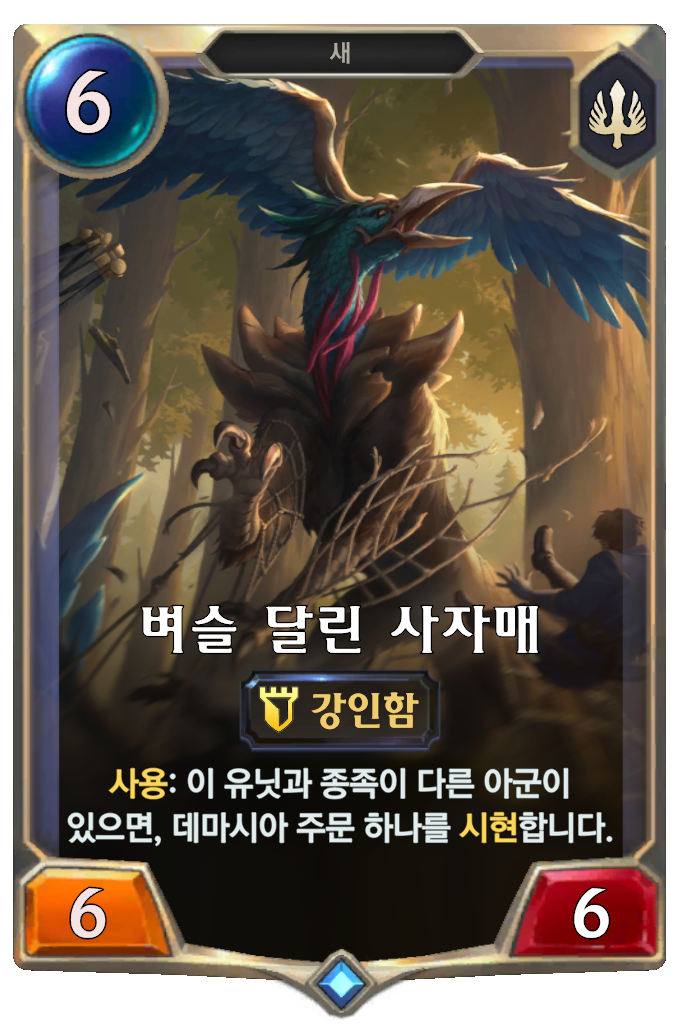 새
6
벼슬 달린 사자매
강인함
사용: 이 유닛과 종족이 다른 아군이
있으면, 데마시아 주문 하나를 시현합니다.
6 6